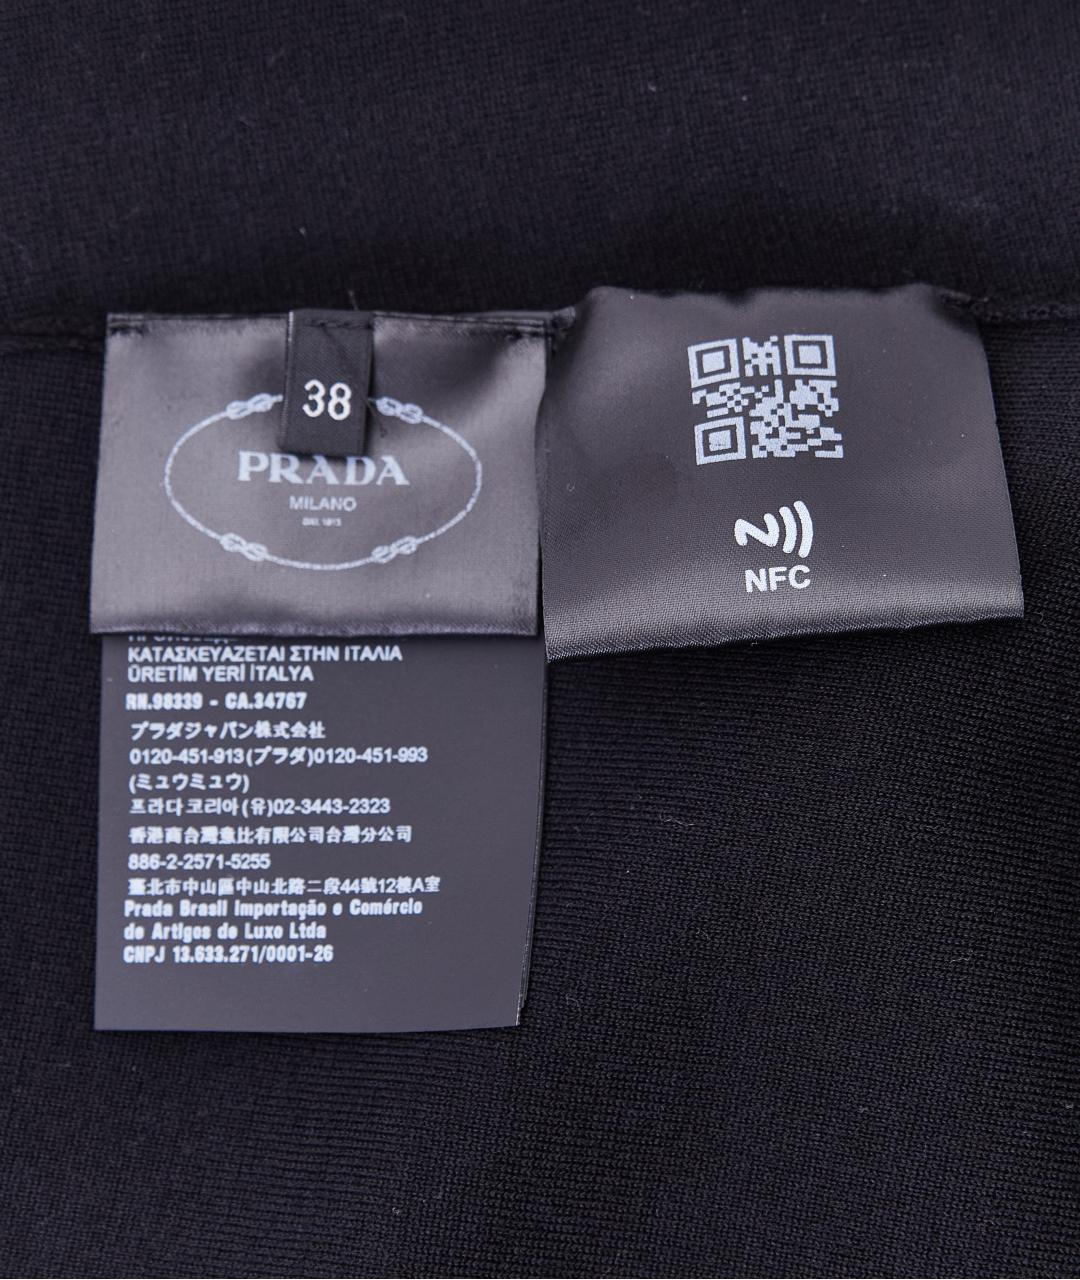 38
PRADA
MILANO
DAL 1913
NFC
ΚΑΤΑΣΚΕΥΑΖΕΤΑΙ ΣΤΗΝ ΙΤΑΛΙΑ
ÜRETİM YERİ İTALYA
RN.98339 - CA.34767
プラダジャパン株式会社
0120-451-913(プラダ)0120-451-993
(ミュウミュウ)
프라다코리아(유)02-3443-2323
香港商台灣魚比有限公司台灣分公司
886-2-2571-5255
臺北市中山區中山北路二段44號12樓A室
Prada Brasil Importação e Comércio
de Artigos de Luxo Ltda
CNPJ 13.633.271/0001-26